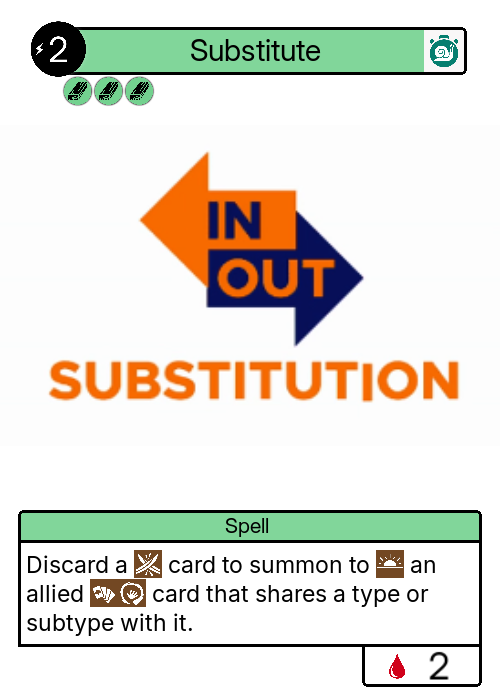 2 Substitute
IN
OUT
SUBSTITUTION
Spell
Discard a card to summon to an
allied card that shares a type or
subtype with it.
2